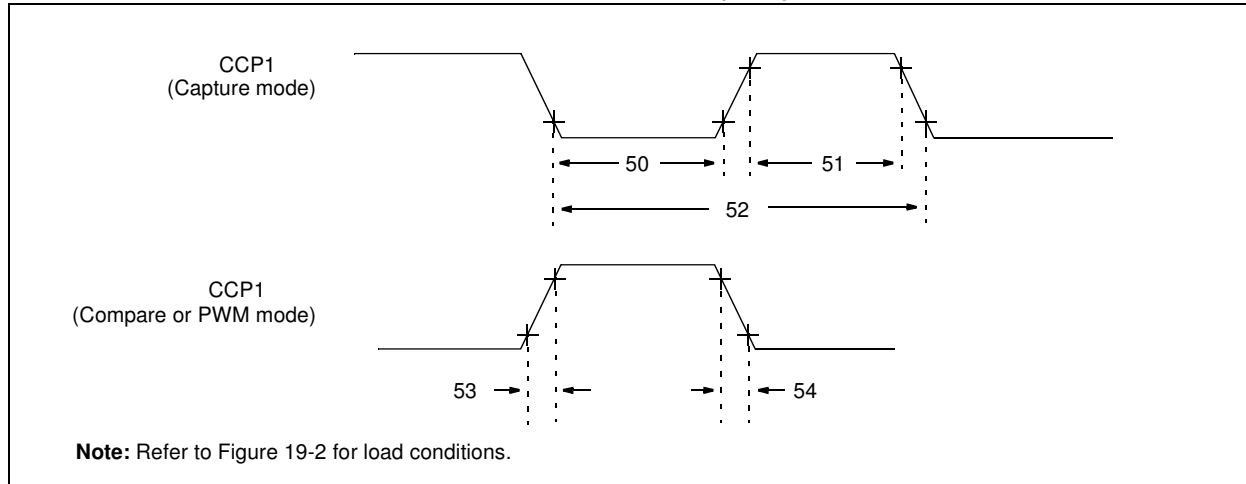 CCP1
(Capture mode)
50
51
52
CCP1
(Compare or PWM mode)
53
54
Note: Refer to Figure 19-2 for load conditions.